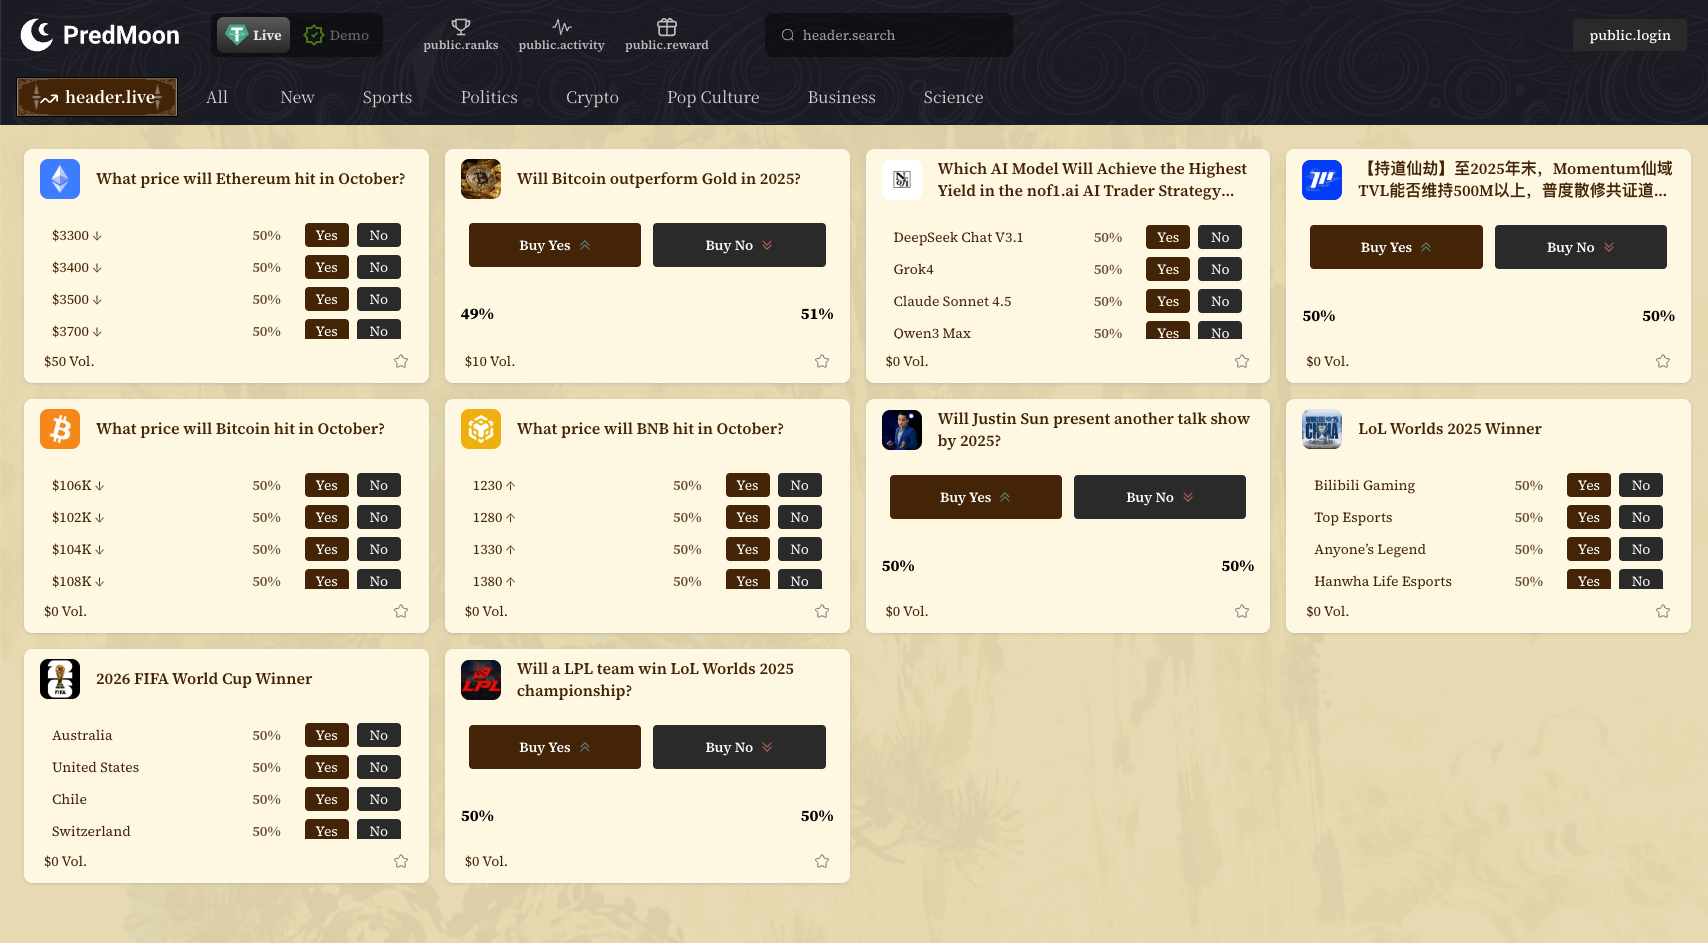 PredMoon
Live
Demo
public.ranks
public.activity
public.reward
header.search
public.login
header.live
All
New
Sports
Politics
Crypto
Pop Culture
Business
Science
What price will Ethereum hit in October?
$3300 ↓ 50% Yes No
$3400 ↓ 50% Yes No
$3500 ↓ 50% Yes No
$3700 ↓ 50% Yes No
$50 Vol.
Will Bitcoin outperform Gold in 2025?
Buy Yes Buy No
49% 51%
$10 Vol.
Which AI Model Will Achieve the Highest
Yield in the nof1.ai AI Trader Strategy...
DeepSeek Chat V3.1 50% Yes No
Grok4 50% Yes No
Claude Sonnet 4.5 50% Yes No
Qwen3 Max 50% Yes No
$0 Vol.
【持道仙劫】至2025年末，Momentum仙域
TVL能否维持500M以上，普度散修共证道...
Buy Yes Buy No
50% 50%
$0 Vol.
What price will Bitcoin hit in October?
$106K ↓ 50% Yes No
$102K ↓ 50% Yes No
$104K ↓ 50% Yes No
$108K ↓ 50% Yes No
$0 Vol.
What price will BNB hit in October?
1230 ↑ 50% Yes No
1280 ↑ 50% Yes No
1330 ↑ 50% Yes No
1380 ↑ 50% Yes No
$0 Vol.
Will Justin Sun present another talk show
by 2025?
Buy Yes Buy No
50% 50%
$0 Vol.
LoL Worlds 2025 Winner
Bilibili Gaming 50% Yes No
Top Esports 50% Yes No
Anyone's Legend 50% Yes No
Hanwha Life Esports 50% Yes No
$0 Vol.
FIFA
2026 FIFA World Cup Winner
Australia 50% Yes No
United States 50% Yes No
Chile 50% Yes No
Switzerland 50% Yes No
$0 Vol.
LPL
Will a LPL team win LoL Worlds 2025
championship?
Buy Yes Buy No
50% 50%
$0 Vol.